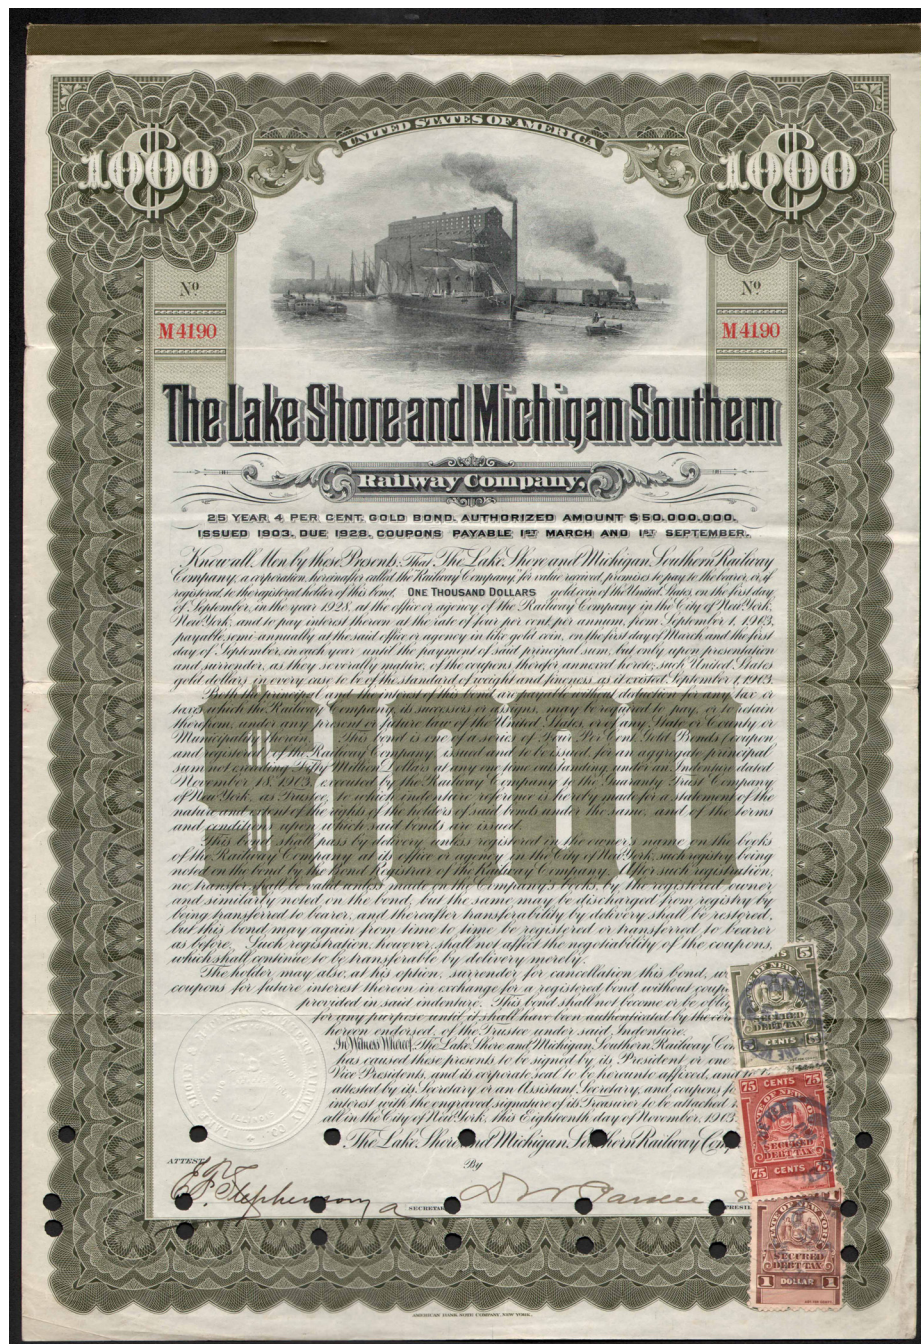 UNITED STATES OF AMERICA
$1000 $1000
No No
M4190 M4190
The Lake Shore and Michigan Southern
Railway Company.
25 YEAR 4 PER CENT. GOLD BOND. AUTHORIZED AMOUNT $50.000.000.
ISSUED 1903. DUE 1928. COUPONS PAYABLE 1ST MARCH AND 1ST SEPTEMBER.
Know all Men by these Presents, That The Lake Shore and Michigan Southern Railway
Company, a corporation, hereinafter called the Railway Company, for value received, promises to pay to the bearer, or, if
registered, to the registered holder of this bond, ONE THOUSAND DOLLARS gold coin of the United States, on the first day
of September, in the year 1928, at the office or agency of the Railway Company in the City of New York,
New York, and to pay interest thereon at the rate of four per cent. per annum, from September 1, 1903,
payable semi-annually at the said office or agency in like gold coin, on the first day of March and the first
day of September, in each year until the payment of said principal sum, but only upon presentation
and surrender, as they severally mature, of the coupons therefor annexed hereto; such United States
gold dollars in every case to be of the standard of weight and fineness as it existed September 1, 1903.
Both the principal and the interest of this bond are payable without deduction for any tax or
taxes which the Railway Company, its successors or assigns, may be required to pay, or to retain
therefrom, under any present or future law of the United States, or of any State or County or
Municipality therein. This bond is one of a series of Four Per Cent. Gold Bonds (coupon
and registered) of the Railway Company, issued and to be issued, for an aggregate principal
sum not exceeding Fifty Million Dollars at any one time outstanding, under an Indenture dated
November 18, 1903, executed by the Railway Company to the Guaranty Trust Company
of New York, as Trustee, to which indenture reference is hereby made for a statement of the
nature and extent of the rights of the holders of said bonds under the same, and of the terms
and conditions upon which said bonds are issued.
This bond shall pass by delivery unless registered in the owner's name on the books
of the Railway Company at its office or agency in the City of New York, such registry being
noted on the bond by the Bond Registrar of the Railway Company. After such registration,
no transfer shall be valid unless made on the Company's books, by the registered owner
and similarly noted on the bond, but the same may be discharged from registry by
being transferred to bearer, and thereafter transferability by delivery shall be restored,
but this bond may again from time to time be registered or transferred to bearer
as before. Such registration, however, shall not affect the negotiability of the coupons,
which shall continue to be transferable by delivery merely.
The holder may also, at his option, surrender for cancellation this bond,
coupons for future interest thereon in exchange for a registered bond without
provided in said indenture. This bond shall not become or be
for any purpose until it shall have been authenticated by the
hereon endorsed, of the Trustee under said Indenture.
In Witness Whereof, The Lake Shore and Michigan Southern Railway
has caused these presents to be signed by its President or one
Vice Presidents, and its corporate seal to be hereunto affixed, and
attested by its Secretary or an Assistant Secretary, and coupons
interest with the engraved signature of its Treasurer to be attached
all in the City of New York, this Eighteenth day of November, 1903.
The Lake Shore and Michigan Southern Railway
ATTEST By
SECRETARY
$1000
CENTS 5
SECURED
DEBT TAX
5 CENTS 5
75 CENTS 75
STATE OF NEW YORK
SECURED
DEBT TAX
75 CENTS 75
STATE OF NEW YORK
SECURED
DEBT TAX
1 DOLLAR 1
AMERICAN BANK NOTE COMPANY, NEW YORK.